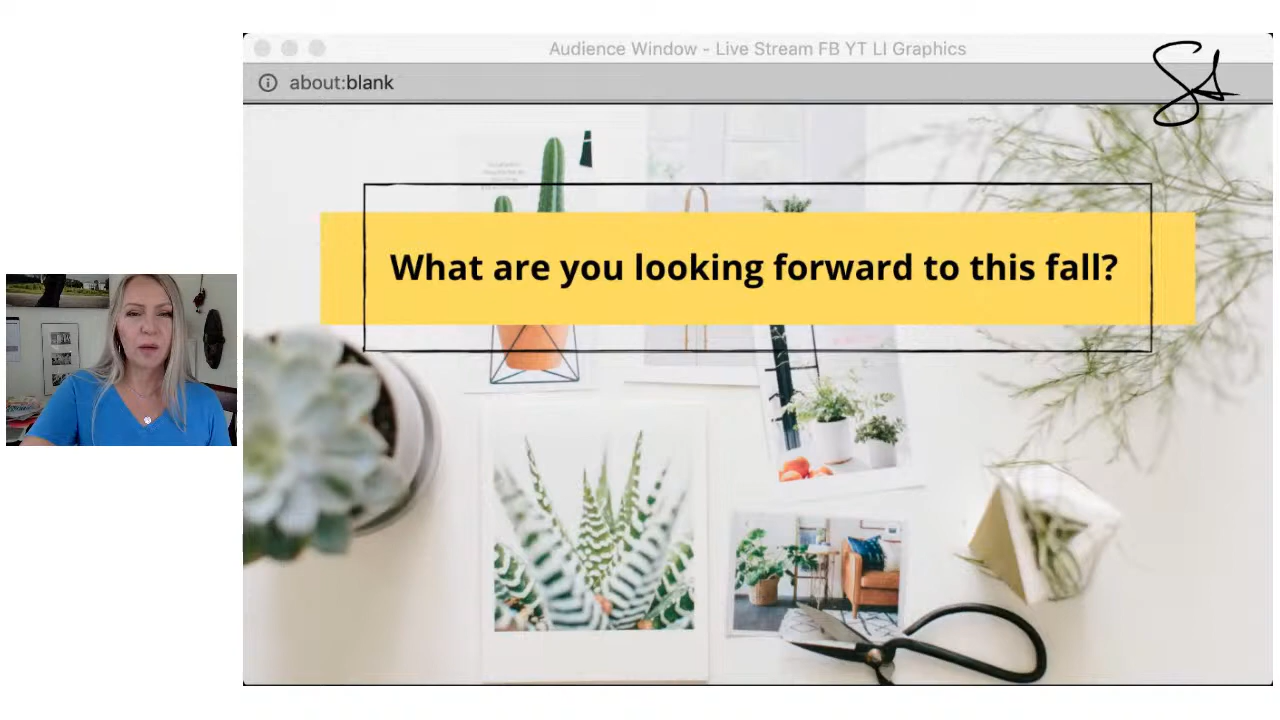 Audience Window - Live Stream FB YT LI Graphics
about:blank
What are you looking forward to this fall?